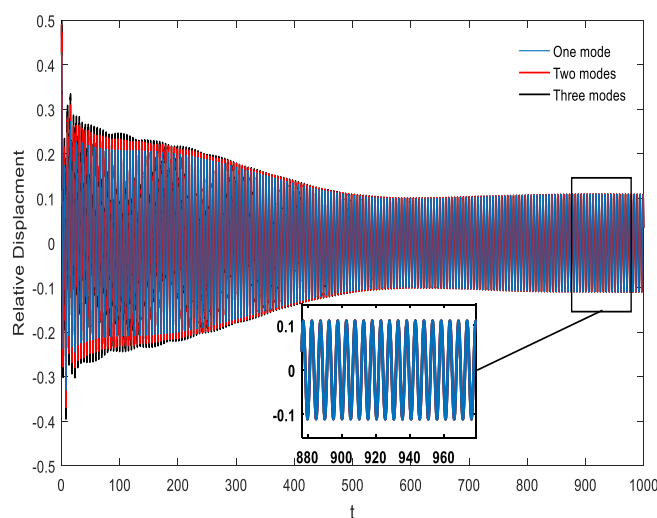 0.5
0.4
0.3
0.2
0.1
0
-0.1
-0.2
-0.3
-0.4
-0.5
Relative Displacment
One mode
Two modes
Three modes
0.1
0
-0.1
880 900 920 940 960
0 100 200 300 400 500 600 700 800 900 1000
t